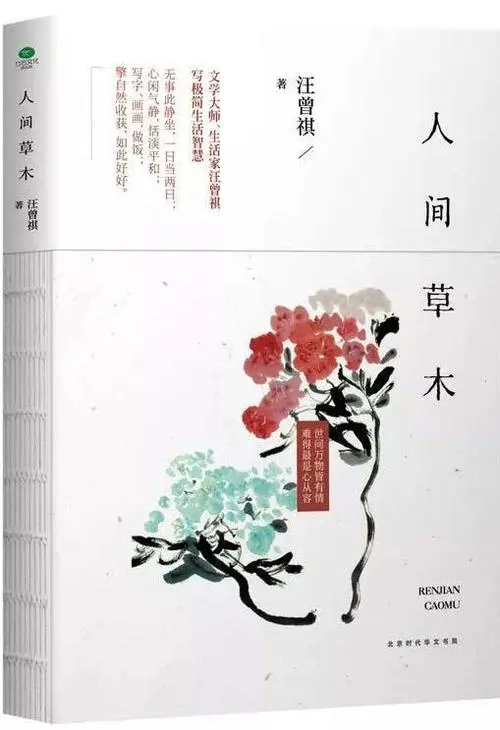 人间草木
汪曾祺 著
文学大师、生活家汪曾祺
写极简生活智慧
无事此静坐，一日当两日；
心闲气静、恬淡平和；
写字、画画、做饭，
擎自然收获，如此好好。
世间万物皆有情
难得最是心从容
RENJIAN
CAOMU
北京时代华文书局
人间草木
汪曾祺 著